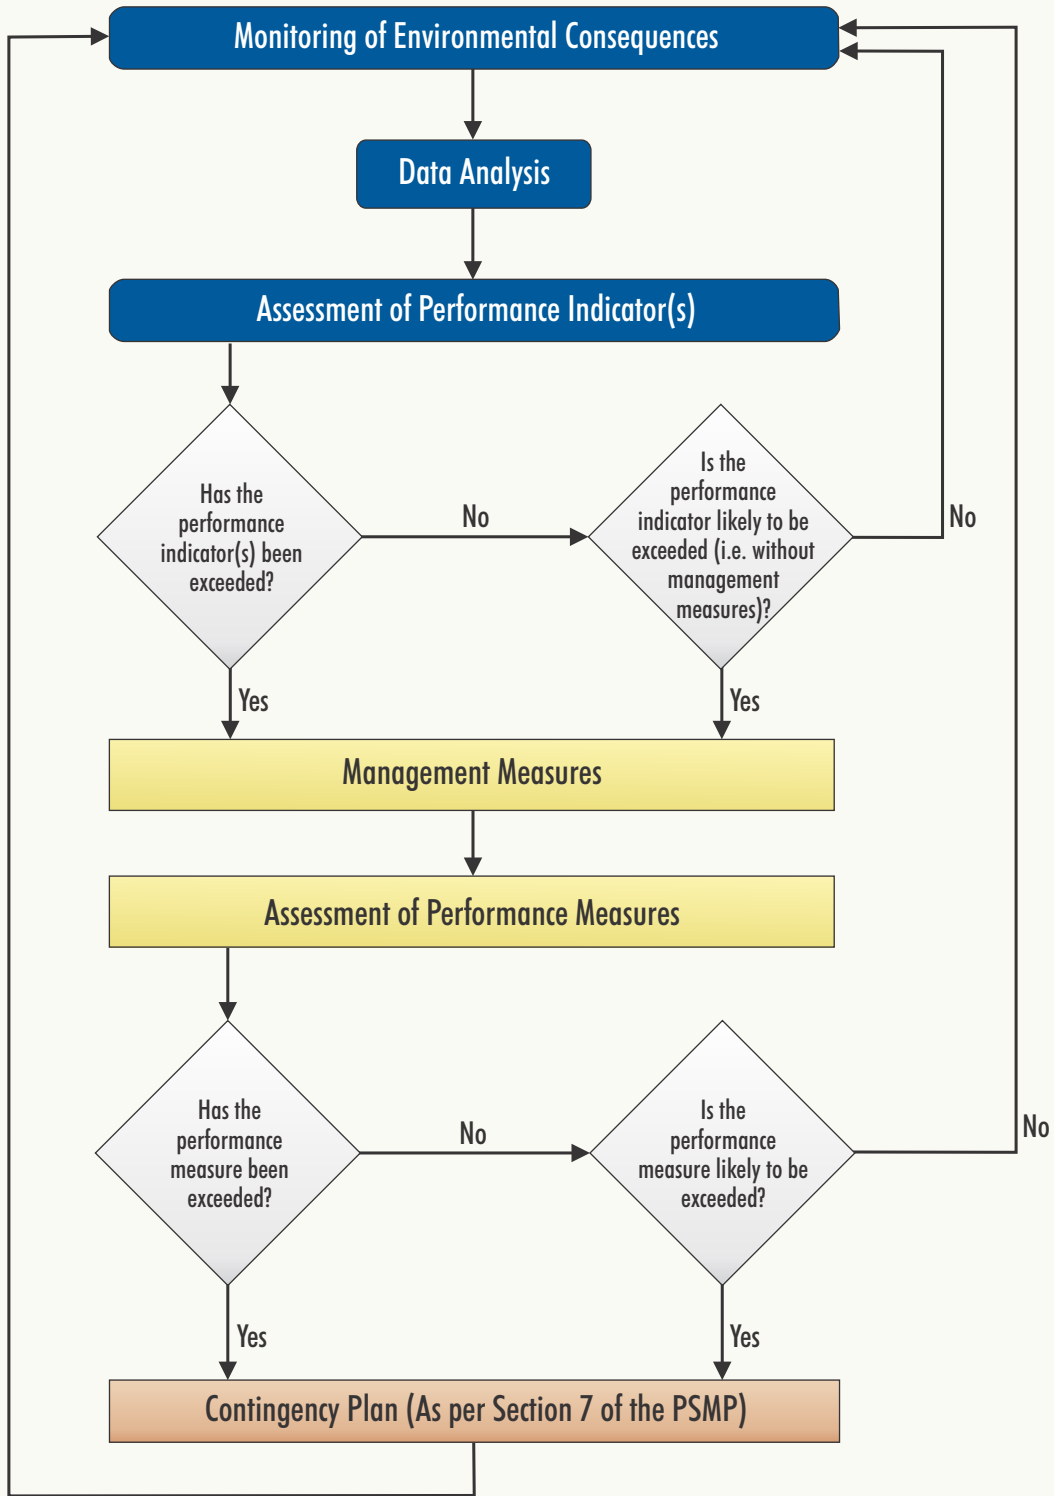 Monitoring of Environmental Consequences
Data Analysis
Assessment of Performance Indicator(s)
Has the
performance
indicator(s) been
exceeded?
No
Is the
performance
indicator likely to be
exceeded (i.e. without
management
measures)?
No
Yes
Yes
Management Measures
Assessment of Performance Measures
Has the
performance
measure been
exceeded?
No
Is the
performance
measure likely to be
exceeded?
No
Yes
Yes
Contingency Plan (As per Section 7 of the PSMP)